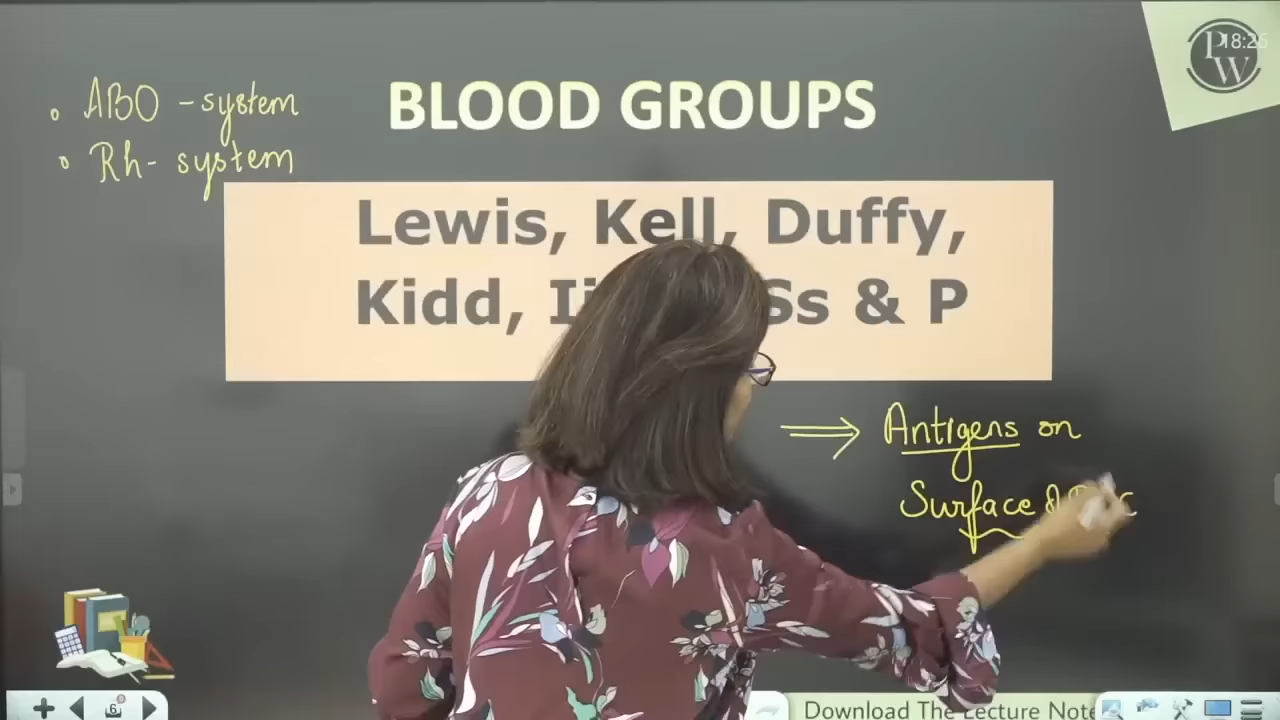 PW
18:26
• ABO - system
BLOOD GROUPS
• Rh- system
Lewis, Kell, Duffy,
Kidd, Ss & P
⇒ Antigens on
Surface
Download The Lecture Note